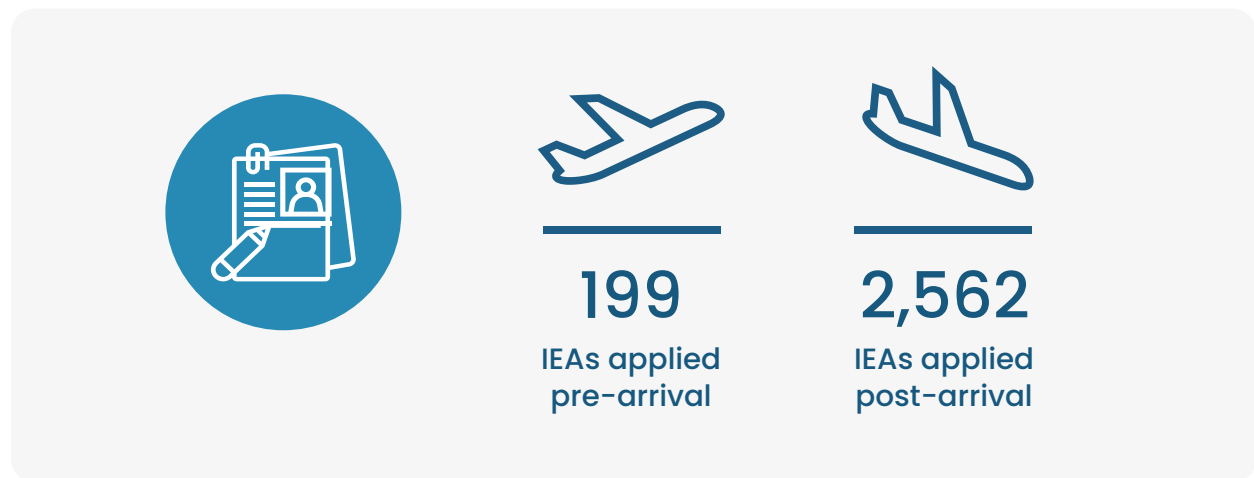 199
IEAs applied
pre-arrival
2,562
IEAs applied
post-arrival